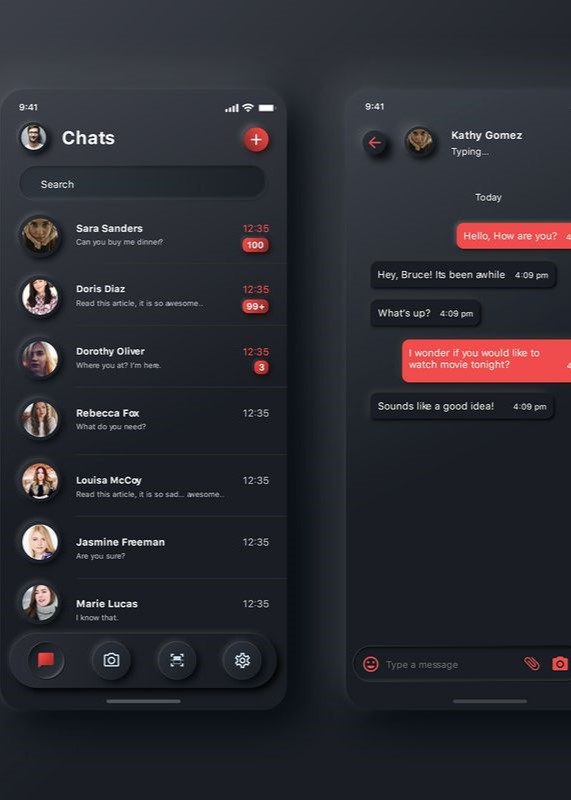 9:41
Chats
Search
Sara Sanders 12:35
Can you buy me dinner? 100
Doris Diaz 12:35
Read this article, it is so awesome.. 99+
Dorothy Oliver 12:35
Where you at? I'm here. 3
Rebecca Fox 12:35
What do you need?
Louisa McCoy 12:35
Read this article, it is so sad... awesome..
Jasmine Freeman 12:35
Are you sure?
Marie Lucas 12:35
I know that.
9:41
Kathy Gomez
Typing...
Today
Hello, How are you? 4
Hey, Bruce! Its been awhile 4:09 pm
What's up? 4:09 pm
I wonder if you would like to
watch movie tonight? 4
Sounds like a good idea! 4:09 pm
Type a message